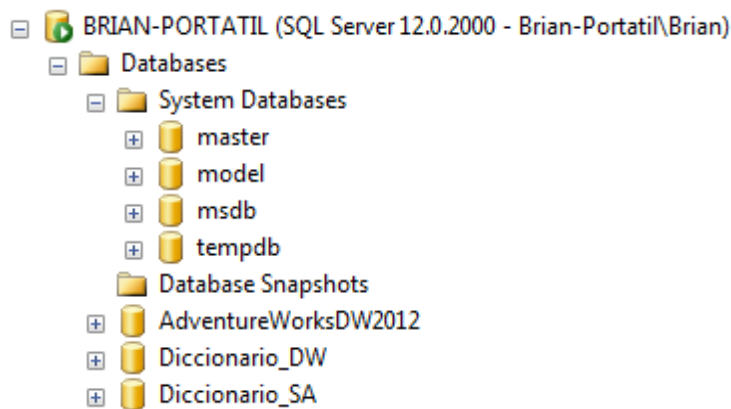 BRIAN-PORTATIL (SQL Server 12.0.2000 - Brian-Portatil\Brian)
Databases
System Databases
master
model
msdb
tempdb
Database Snapshots
AdventureWorksDW2012
Diccionario_DW
Diccionario_SA